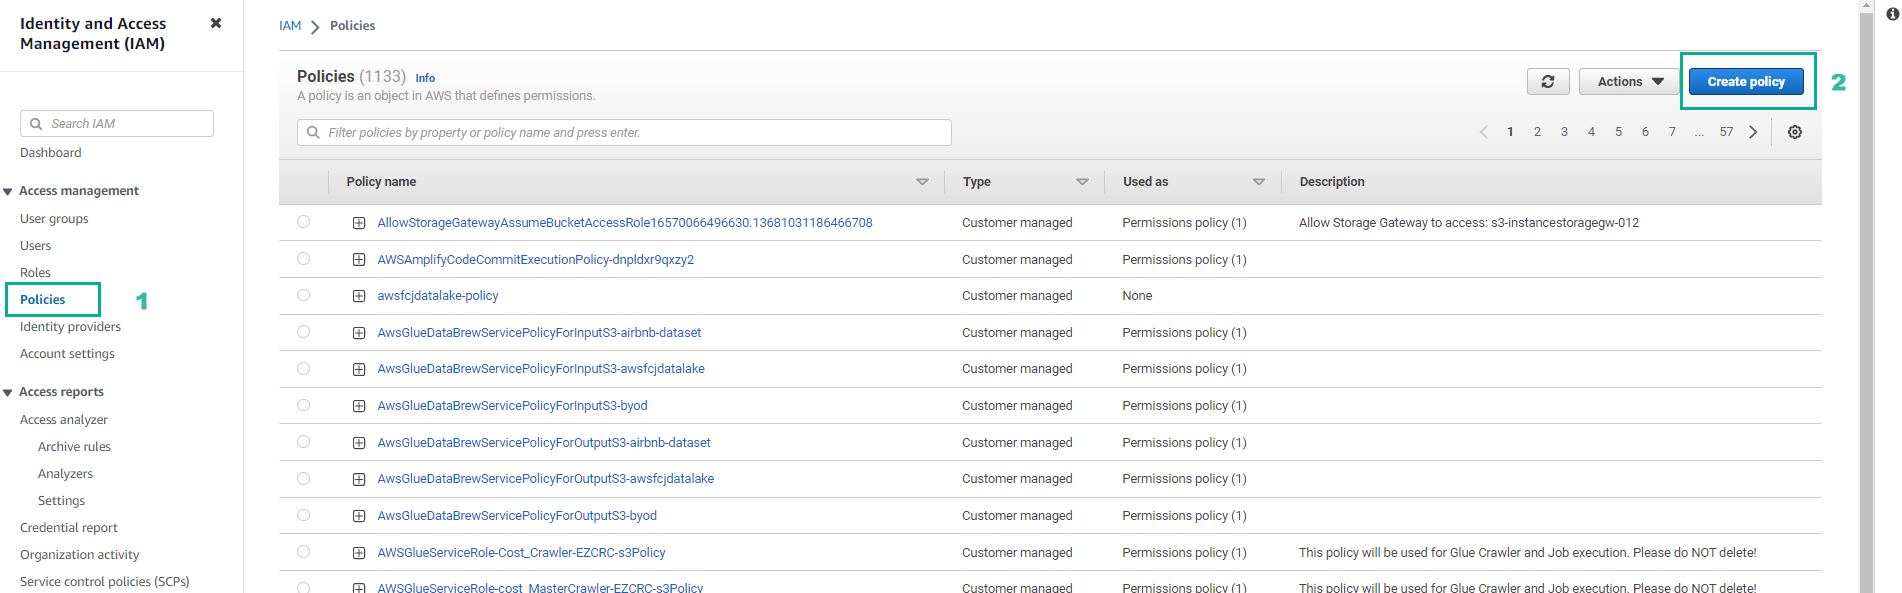 Identity and Access
Management (IAM)
Search IAM
Dashboard
Access management
User groups
Users
Roles
Policies
1
Identity providers
Account settings
Access reports
Access analyzer
Archive rules
Analyzers
Settings
Credential report
Organization activity
Service control policies (SCPs)
IAM > Policies
Policies (1133) Info
A policy is an object in AWS that defines permissions.
Actions
Create policy
2
Filter policies by property or policy name and press enter.
< 1 2 3 4 5 6 7 ... 57 >
Policy name Type Used as Description
AllowStorageGatewayAssumeBucketAccessRole16570066496630.13681031186466708 Customer managed Permissions policy (1) Allow Storage Gateway to access: s3-instancestoragegw-012
AWSAmplifyCodeCommitExecutionPolicy-dnpldxr9qxzy2 Customer managed Permissions policy (1)
awsfcjdatalake-policy Customer managed None
AwsGlueDataBrewServicePolicyForInputS3-airbnb-dataset Customer managed Permissions policy (1)
AwsGlueDataBrewServicePolicyForInputS3-awsfcjdatalake Customer managed Permissions policy (1)
AwsGlueDataBrewServicePolicyForInputS3-byod Customer managed Permissions policy (1)
AwsGlueDataBrewServicePolicyForOutputS3-airbnb-dataset Customer managed Permissions policy (1)
AwsGlueDataBrewServicePolicyForOutputS3-awsfcjdatalake Customer managed Permissions policy (1)
AwsGlueDataBrewServicePolicyForOutputS3-byod Customer managed Permissions policy (1)
AWSGlueServiceRole-Cost_Crawler-EZCRC-s3Policy Customer managed Permissions policy (1) This policy will be used for Glue Crawler and Job execution. Please do NOT delete!
AWSGlueServiceRole-cost_MasterCrawler-EZCRC-s3Policy Customer managed Permissions policy (1) This policy will be used for Glue Crawler and Job execution. Please do NOT delete!